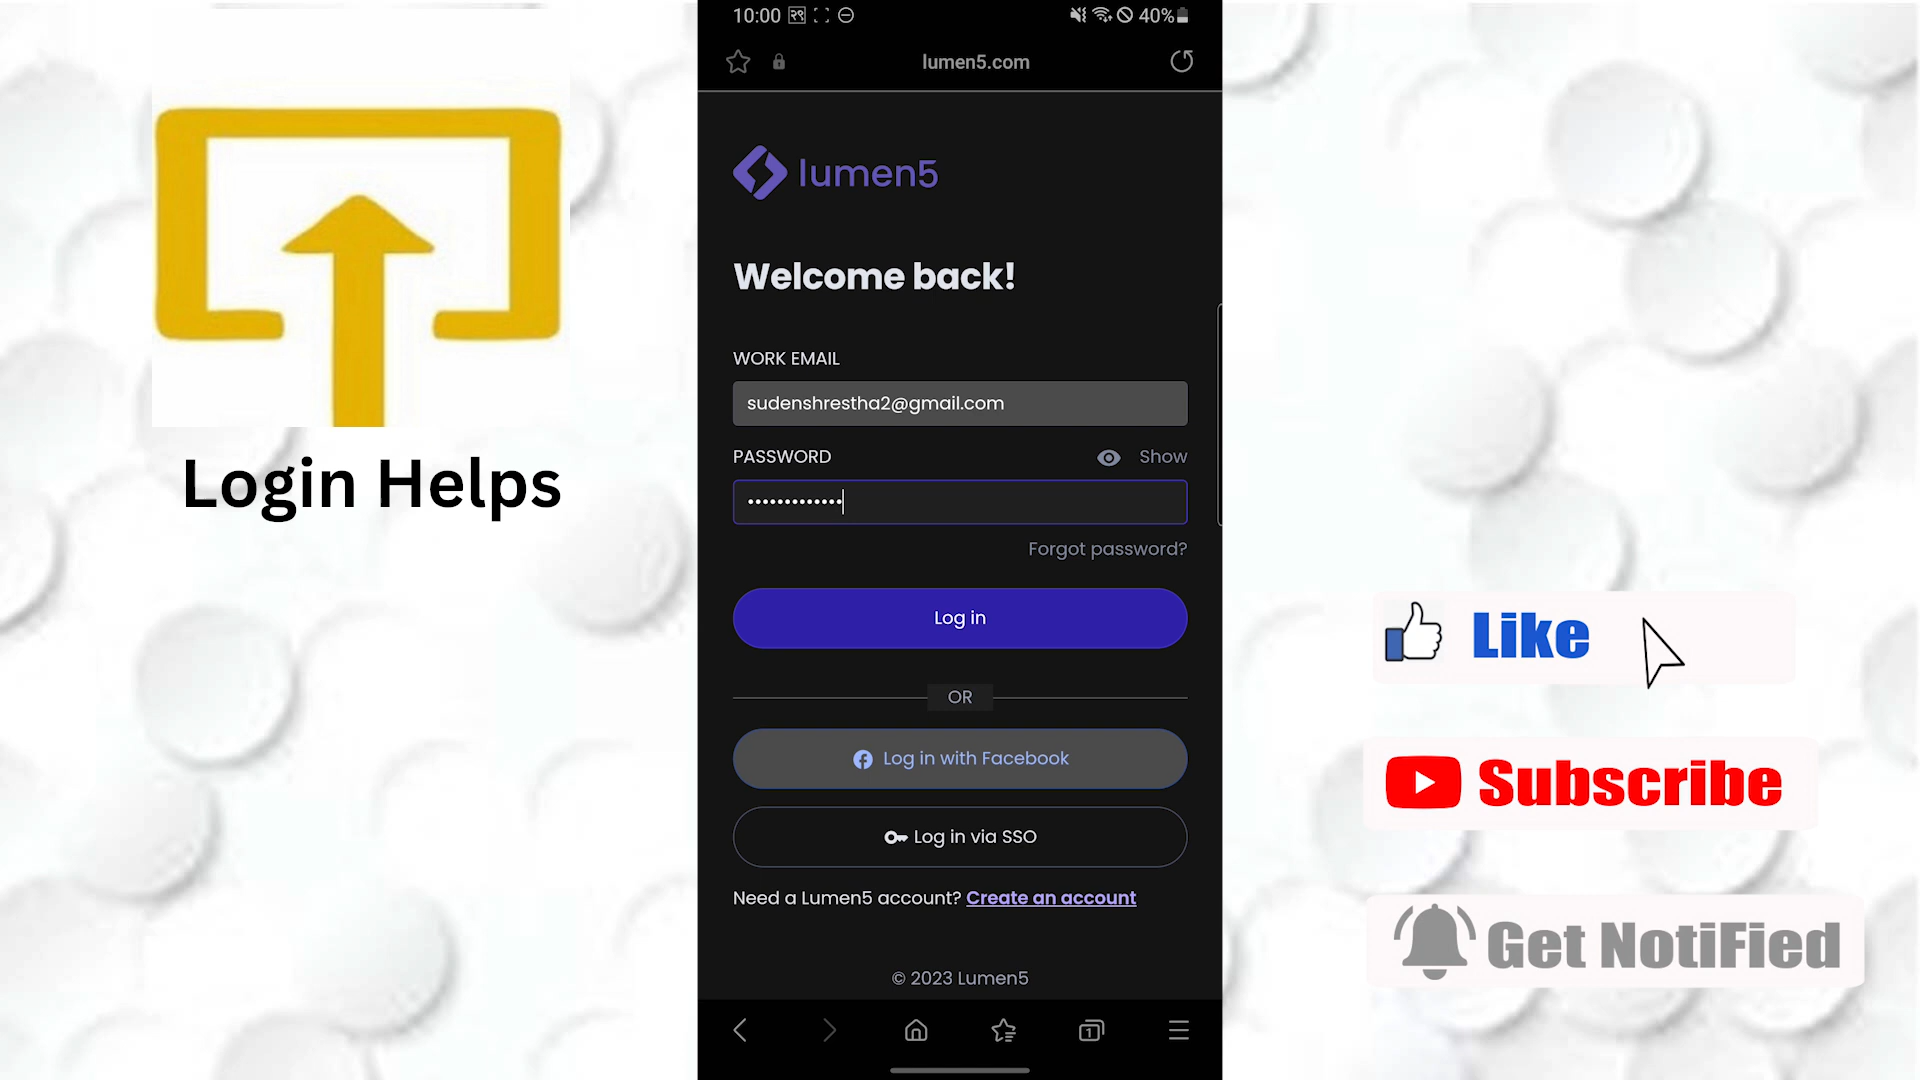 Login Helps
10:00 २९ 40%
lumen5.com
lumen5
Welcome back!
WORK EMAIL
sudenshrestha2@gmail.com
PASSWORD Show
•••••••••••••
Forgot password?
Log in
OR
Log in with Facebook
Log in via SSO
Need a Lumen5 account? Create an account
© 2023 Lumen5
1
Like
Subscribe
Get NotiFied